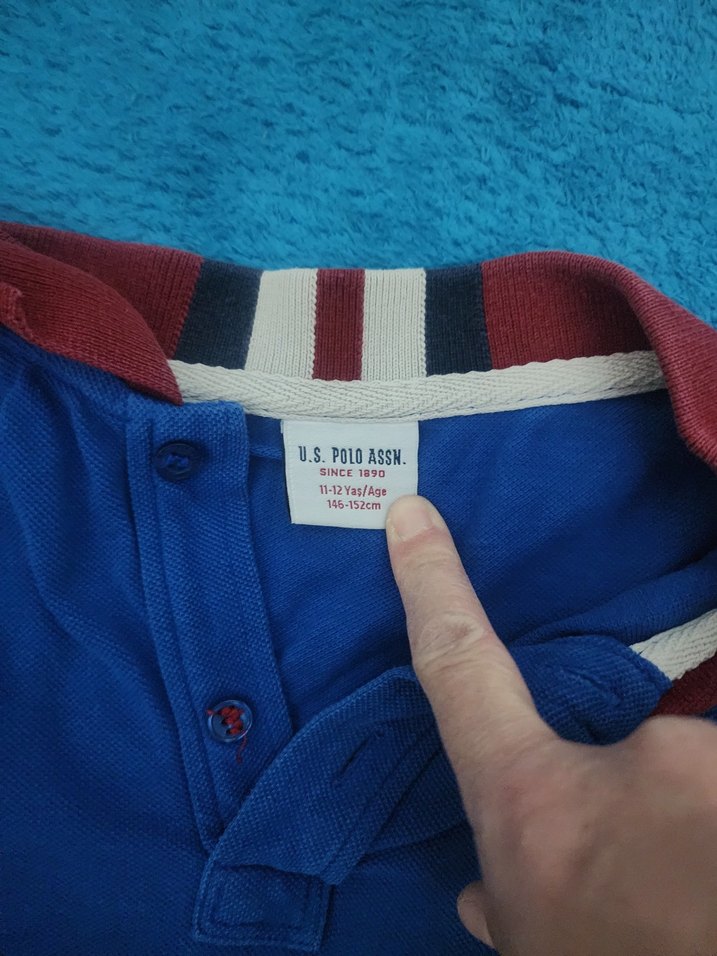 U.S. POLO ASSN.
SINCE 1890
11-12 Yaş/Age
146-152cm